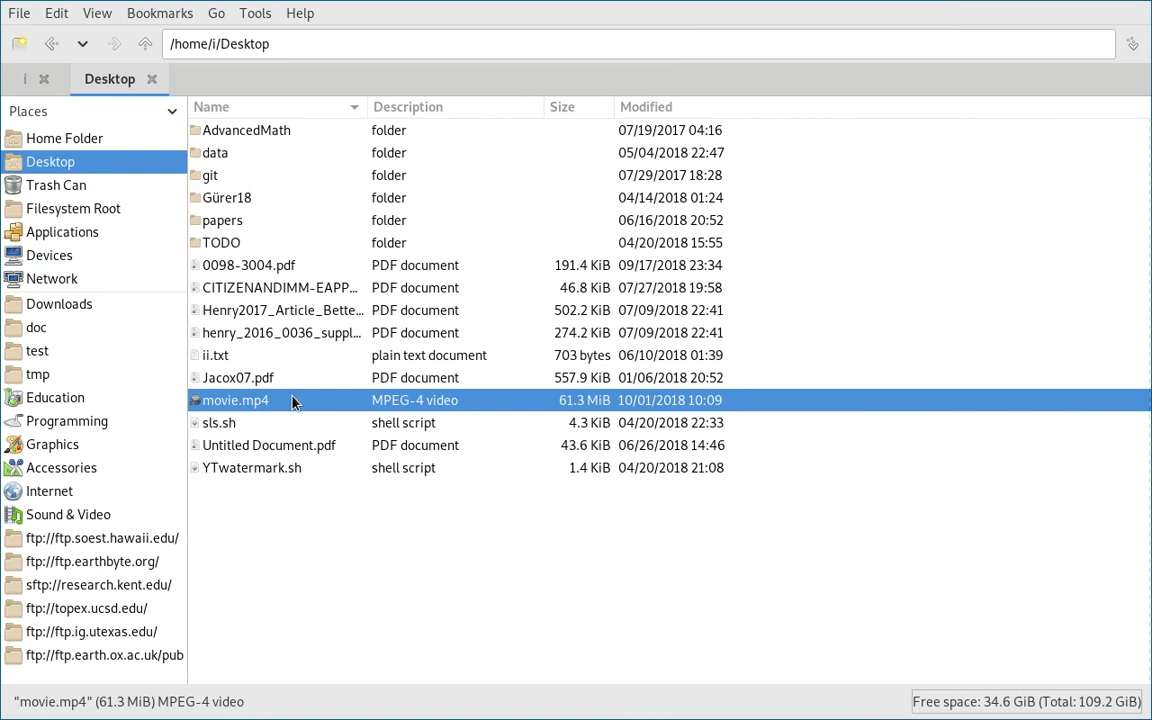 File Edit View Bookmarks Go Tools Help
/home/i/Desktop
i Desktop
Places
Home Folder
Desktop
Trash Can
Filesystem Root
Applications
Devices
Network
Downloads
doc
test
tmp
Education
Programming
Graphics
Accessories
Internet
Sound & Video
ftp://ftp.soest.hawaii.edu/
ftp://ftp.earthbyte.org/
sftp://research.kent.edu/
ftp://topex.ucsd.edu/
ftp://ftp.ig.utexas.edu/
ftp://ftp.earth.ox.ac.uk/pub
Name Description Size Modified
AdvancedMath folder 07/19/2017 04:16
data folder 05/04/2018 22:47
git folder 07/29/2017 18:28
Gürer18 folder 04/14/2018 01:24
papers folder 06/16/2018 20:52
TODO folder 04/20/2018 15:55
0098-3004.pdf PDF document 191.4 KiB 09/17/2018 23:34
CITIZENANDIMM-EAPP... PDF document 46.8 KiB 07/27/2018 19:58
Henry2017_Article_Bette... PDF document 502.2 KiB 07/09/2018 22:41
henry_2016_0036_suppl... PDF document 274.2 KiB 07/09/2018 22:41
ii.txt plain text document 703 bytes 06/10/2018 01:39
Jacox07.pdf PDF document 557.9 KiB 01/06/2018 20:52
movie.mp4 MPEG-4 video 61.3 MiB 10/01/2018 10:09
sls.sh shell script 4.3 KiB 04/20/2018 22:33
Untitled Document.pdf PDF document 43.6 KiB 06/26/2018 14:46
YTwatermark.sh shell script 1.4 KiB 04/20/2018 21:08
"movie.mp4" (61.3 MiB) MPEG-4 video
Free space: 34.6 GiB (Total: 109.2 GiB)